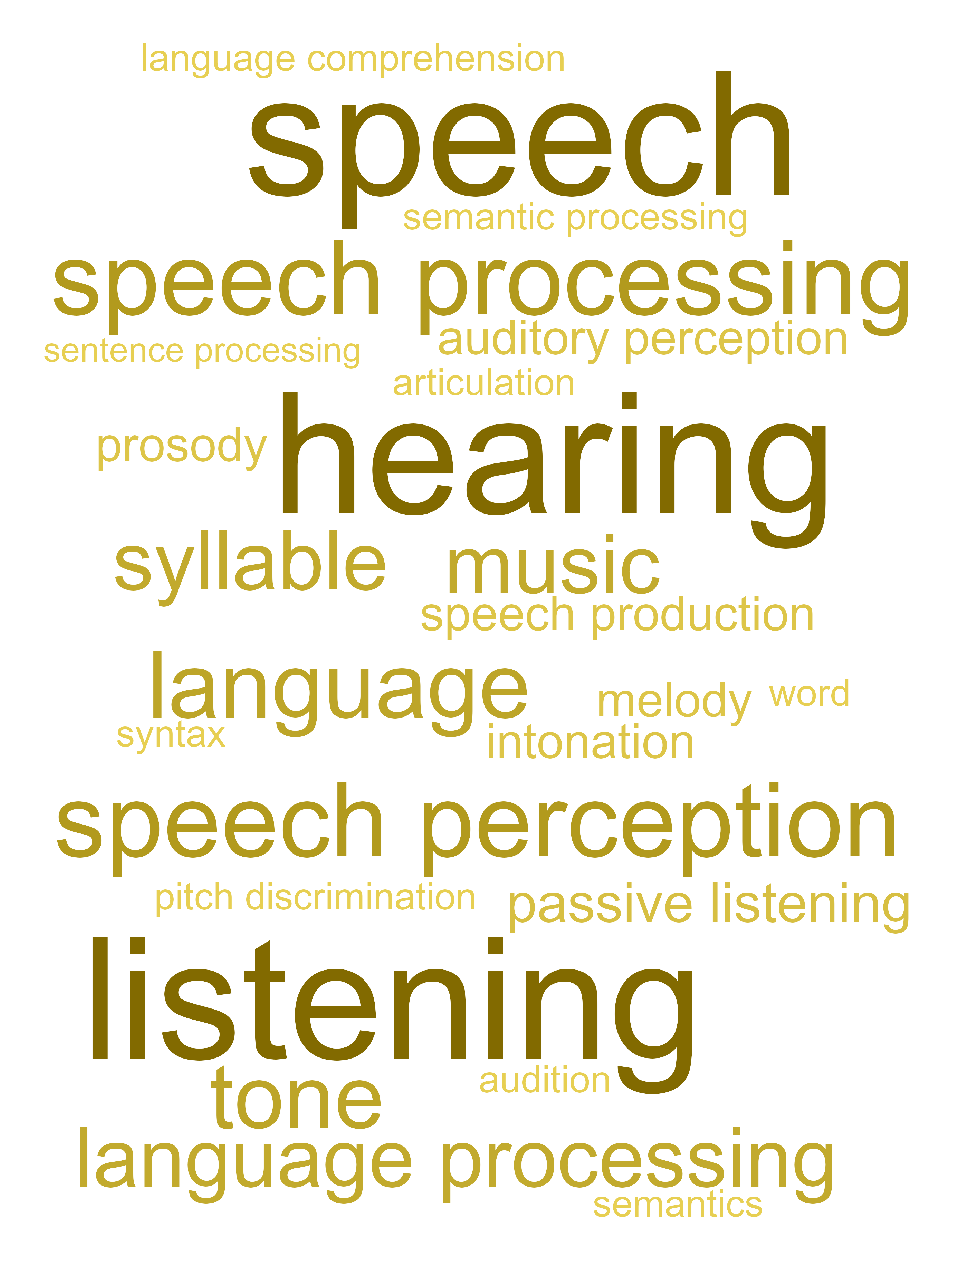 language comprehension
speech
semantic processing
speech processing
auditory perception
sentence processing
articulation
hearing
prosody
syllable music
speech production
language
melody word
syntax
intonation
speech perception
pitch discrimination passive listening
listening
tone
audition
language processing
semantics